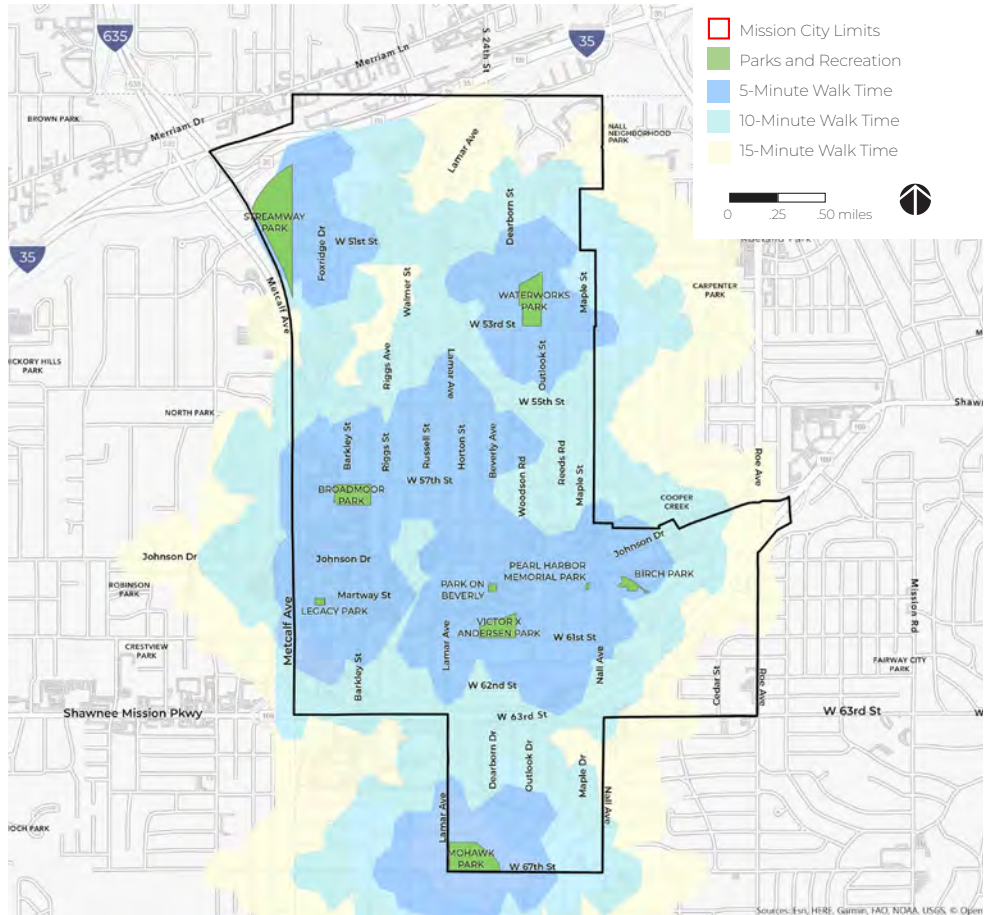 Mission City Limits
Parks and Recreation
5-Minute Walk Time
10-Minute Walk Time
15-Minute Walk Time
0 .25 .50 miles
635
S 24th St
35
Merriam Ln
BROWN PARK
Merriam Dr
Lamar Ave
NALL
NEIGHBORHOOD
PARK
STREAMWAY
PARK
Foxridge Dr
W 51st St
Dearborn St
35
Metcalf Ave
Walmer St
WATERWORKS
PARK
Maple St
CARPENTER
PARK
W 53rd St
HICKORY HILLS
PARK
Riggs Ave
Lamar Ave
Outlook St
W 55th St
NORTH PARK
Barkley St
Riggs St
Russell St
Horton St
Beverly Ave
Woodson Rd
Reeds Rd
Maple St
Roe Ave
W 57th St
BROADMOOR
PARK
COOPER
CREEK
Johnson Dr
Johnson Dr
Johnson Dr
PEARL HARBOR
MEMORIAL PARK
BIRCH PARK
ROBINSON
PARK
PARK ON
BEVERLY
Martway St
LEGACY PARK
Mission Rd
VICTOR X
ANDERSEN PARK
W 61st St
Metcalf Ave
Lamar Ave
CRESTVIEW
PARK
Barkley St
Nall Ave
Cedar St
Roe Ave
FAIRWAY CITY
PARK
W 62nd St
Shawnee Mission Pkwy
W 63rd St
W 63rd St
Dearborn Dr
Outlook Dr
Maple Dr
Lamar Ave
Nall Ave
MOHAWK
PARK
W 67th St
Sources: Esri, HERE, Garmin, FAO, NOAA, USGS, © Open